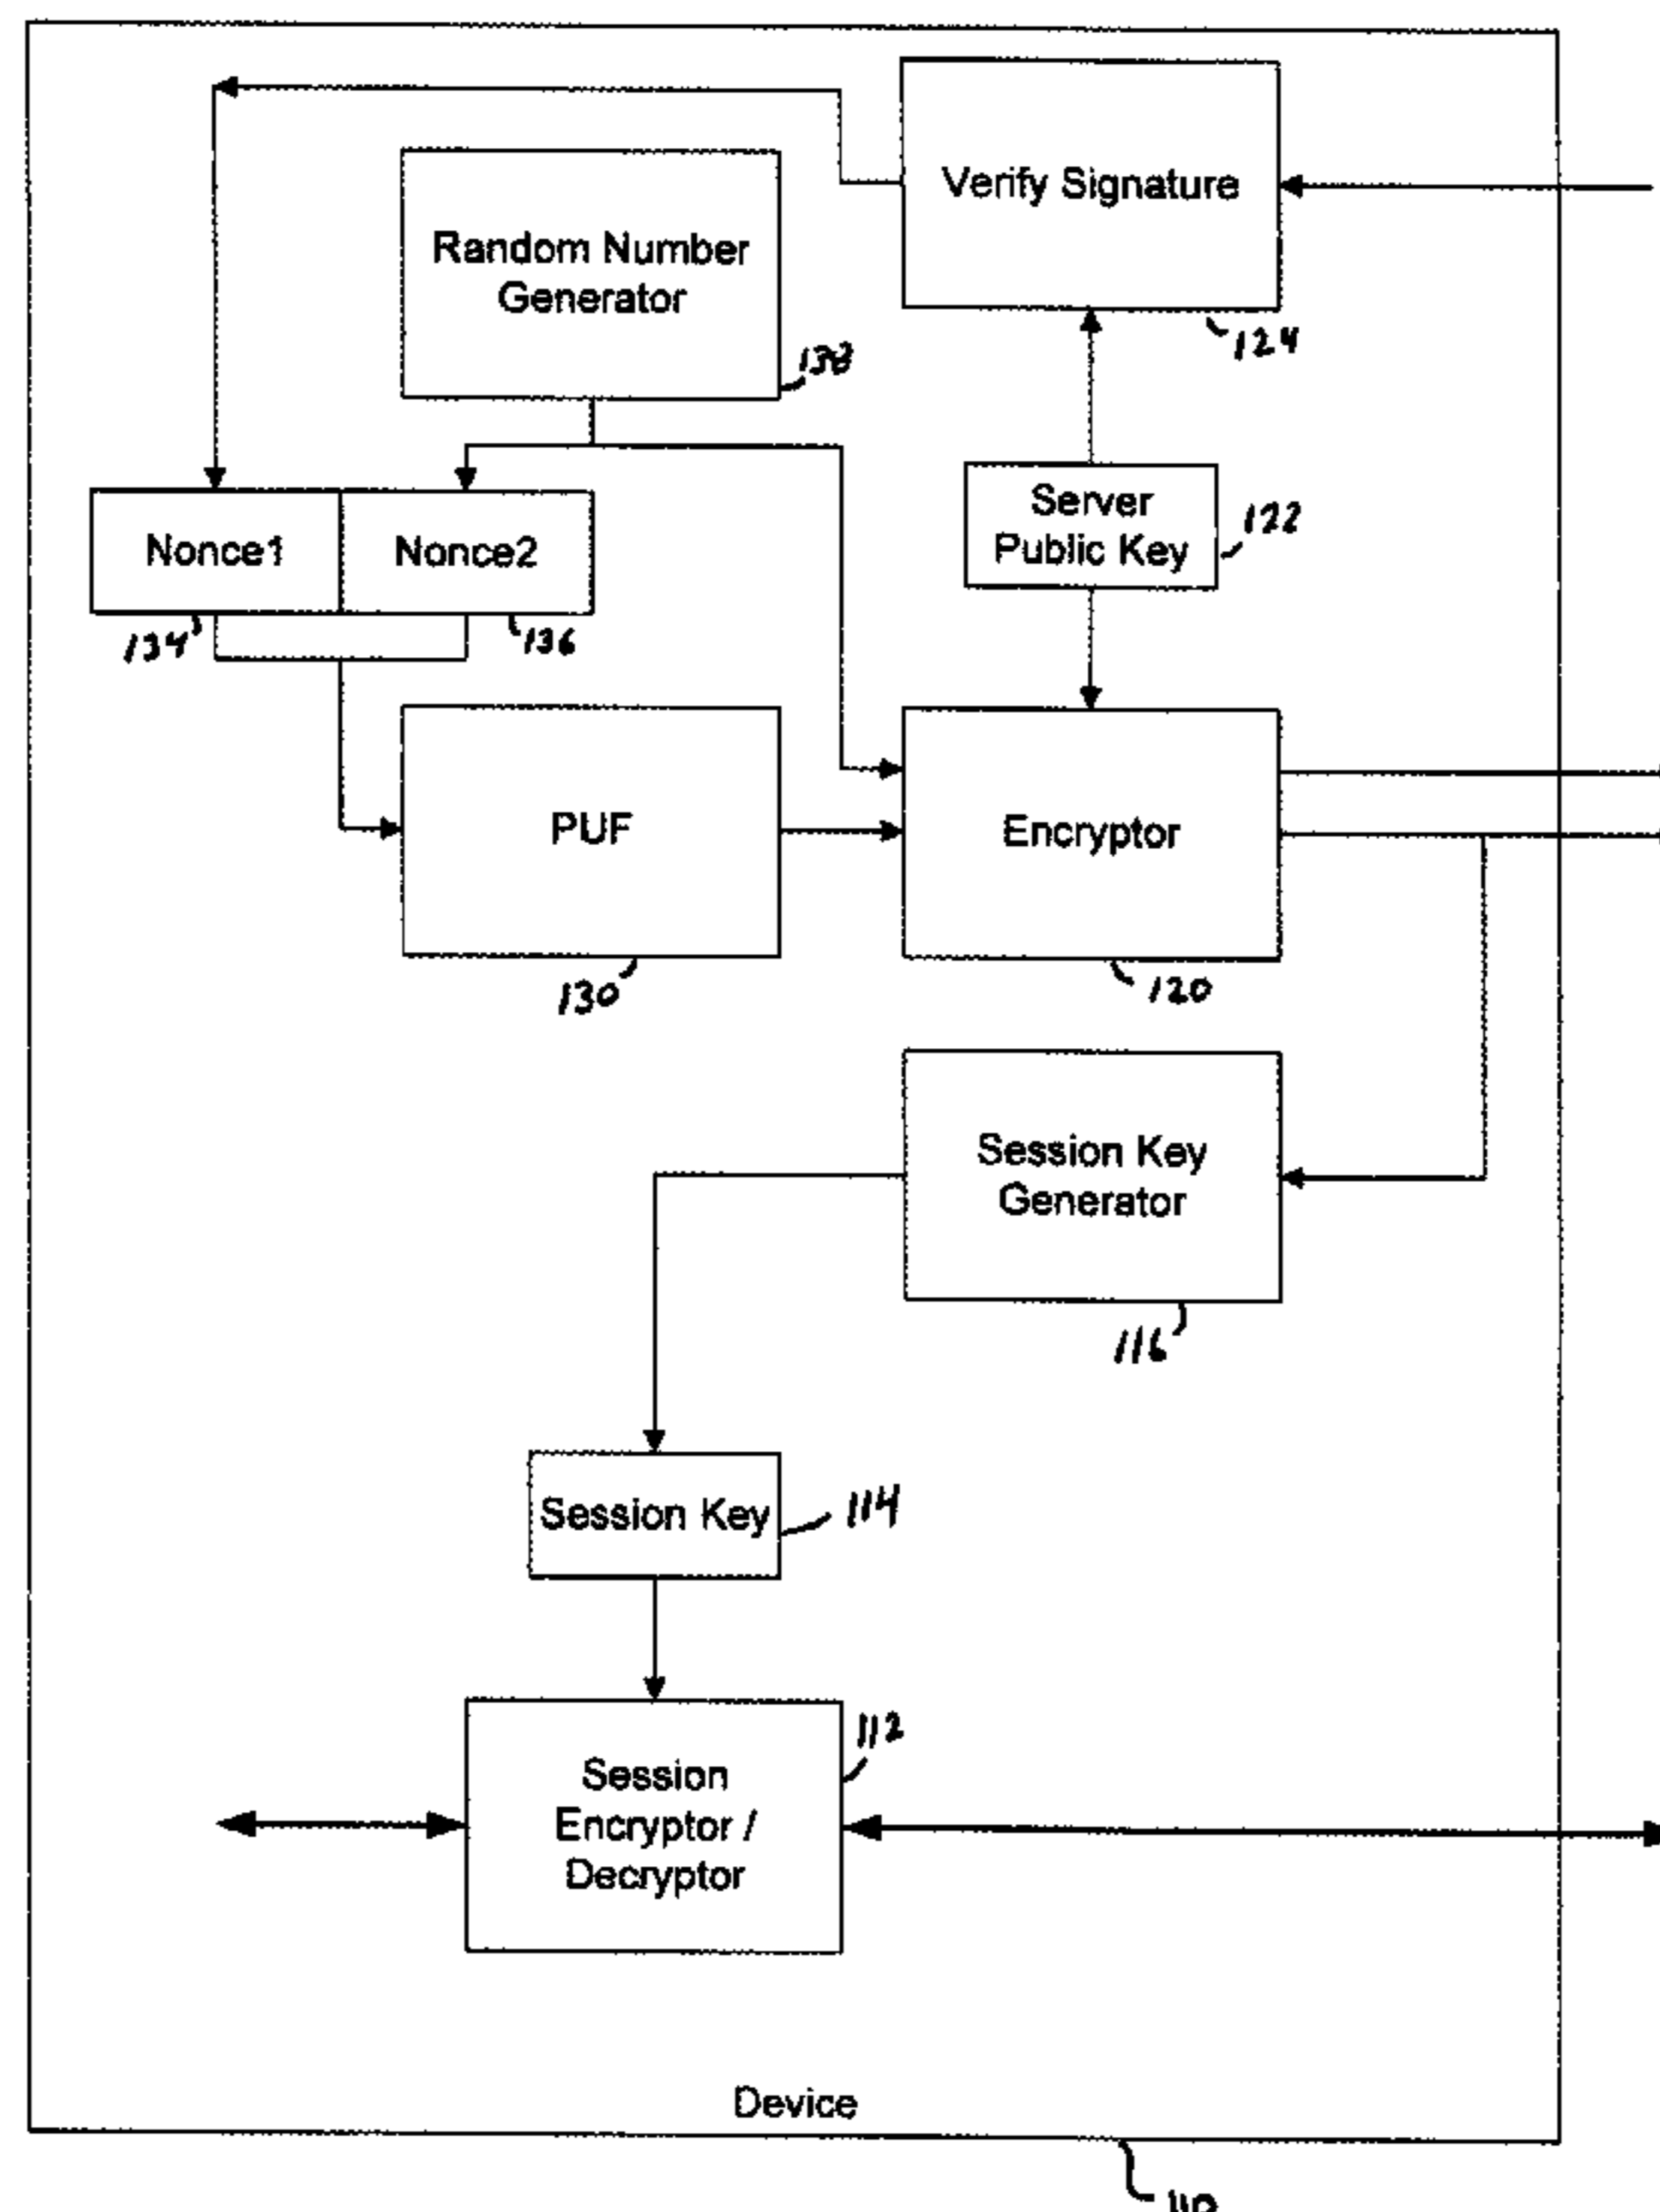 Verify Signature
124
Random Number
Generator
138
Server
Public Key
122
Nonce1
134
Nonce2
136
PUF
130
Encryptor
120
Session Key
Generator
116
Session Key
114
Session
Encryptor /
Decryptor
112
Device
110